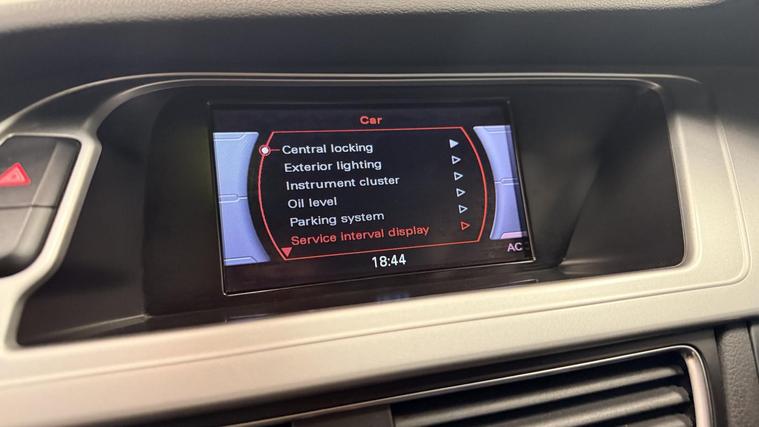 Car
Central locking
Exterior lighting
Instrument cluster
Oil level
Parking system
Service interval display
18:44
AC